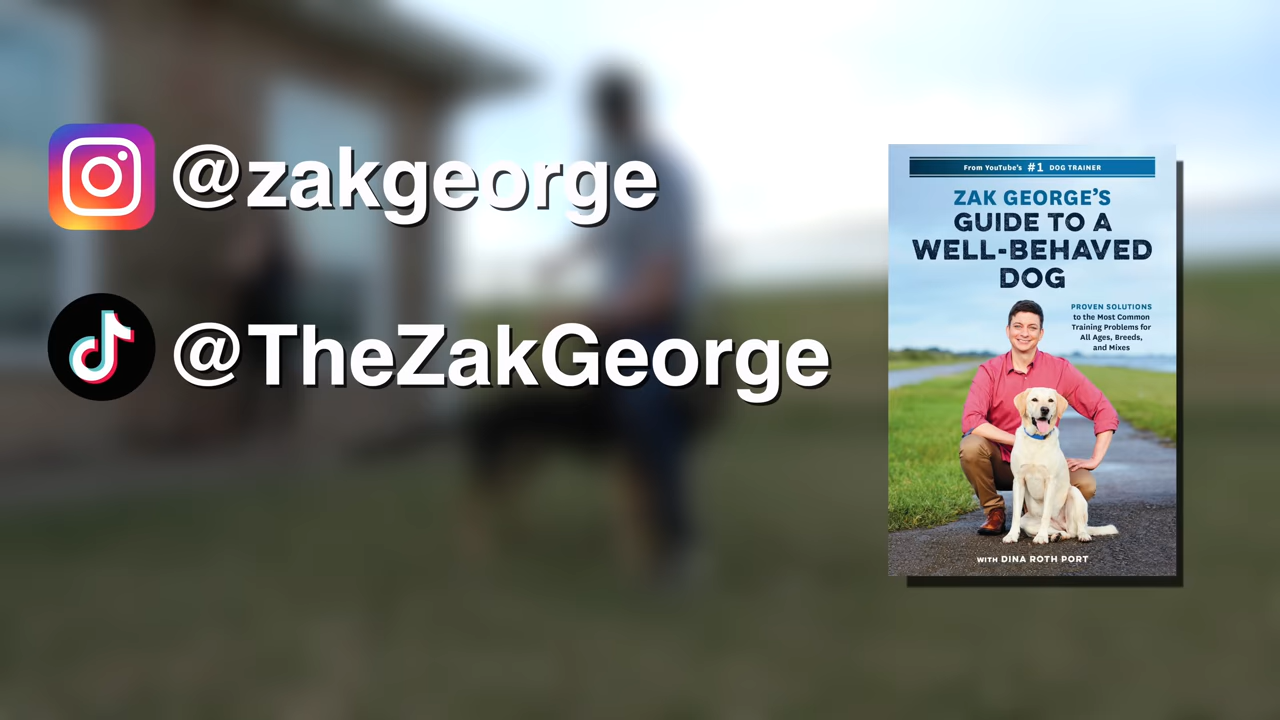 @zakgeorge
@TheZakGeorge
From YouTube's #1 DOG TRAINER
ZAK GEORGE'S
GUIDE TO A
WELL-BEHAVED
DOG
PROVEN SOLUTIONS
to the Most Common
Training Problems for
All Ages, Breeds,
and Mixes
WITH DINA ROTH PORT